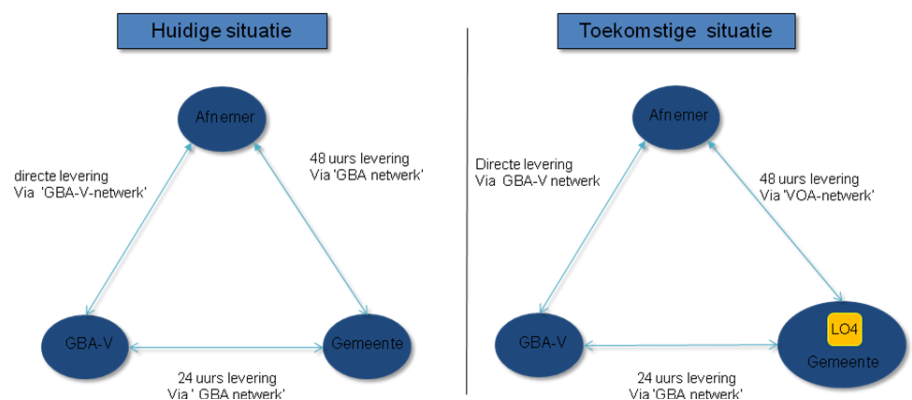 Huidige situatie
Afnemer
directe levering
Via 'GBA-V-netwerk'
48 uurs levering
Via 'GBA netwerk'
GBA-V
Gemeente
24 uurs levering
Via ' GBA netwerk'
Toekomstige situatie
Afnemer
Directe levering
Via GBA-V netwerk
48 uurs levering
Via 'VOA-netwerk'
GBA-V
LO4
Gemeente
24 uurs levering
Via 'GBA netwerk'